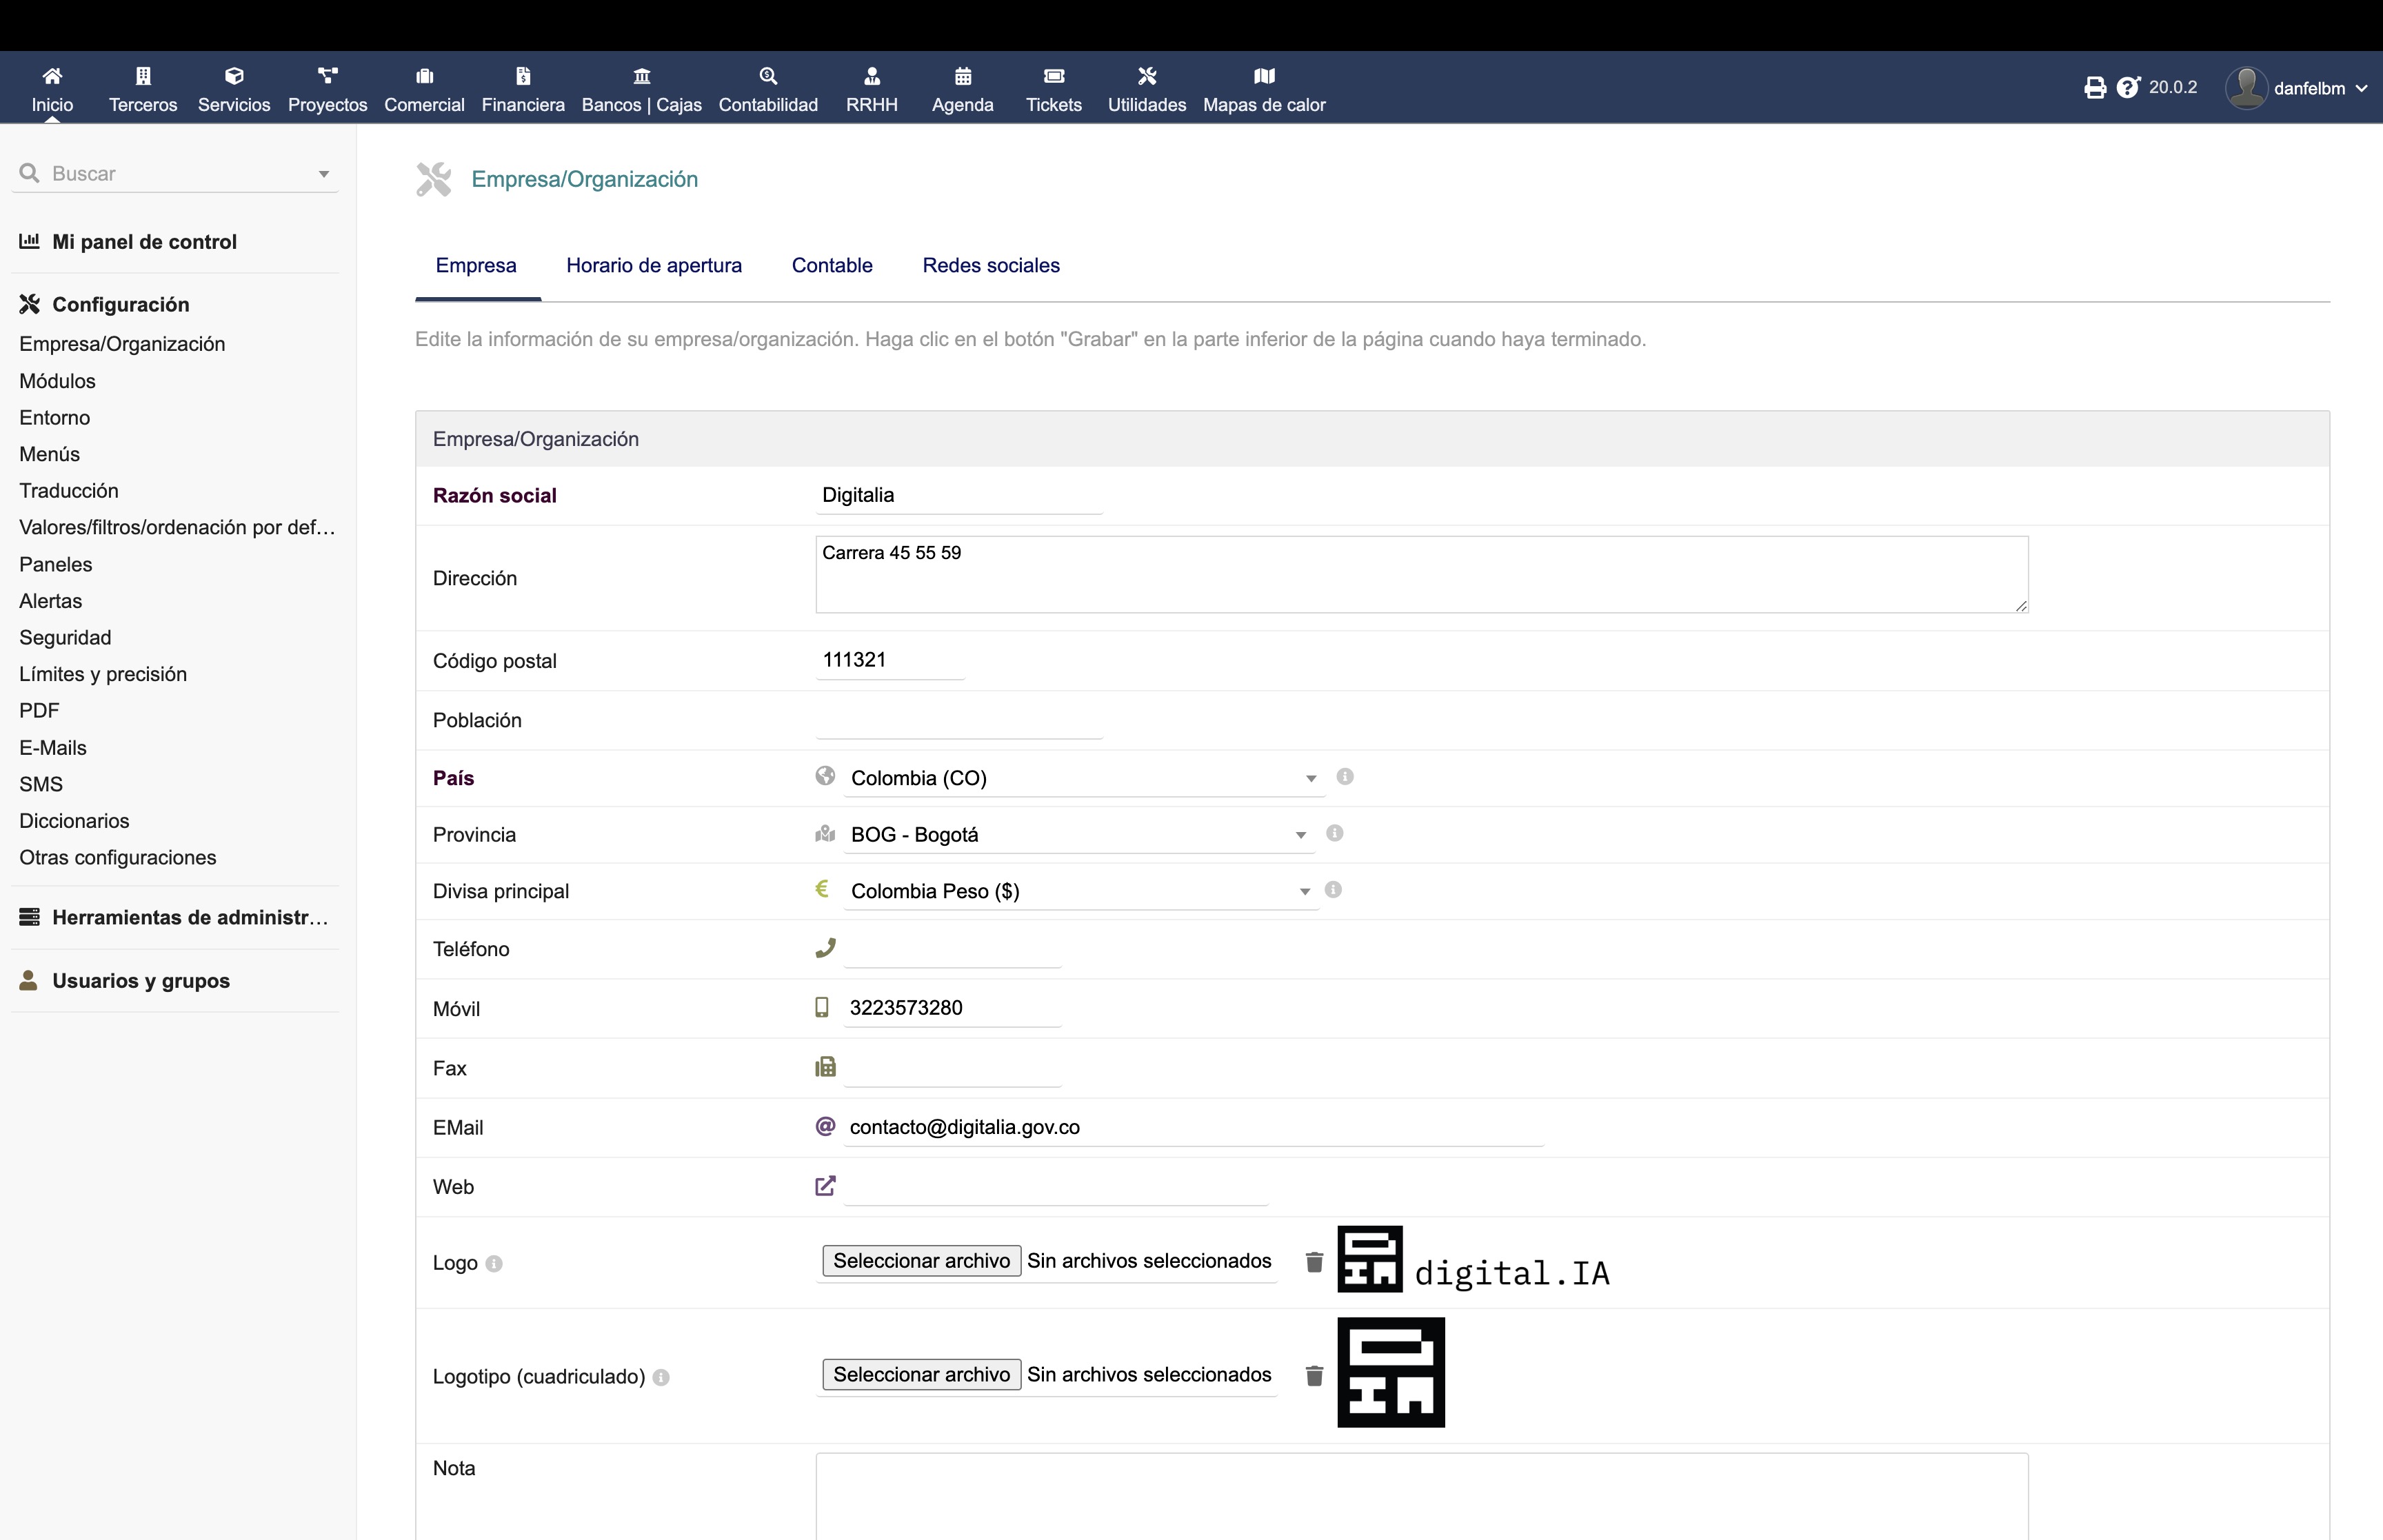 Inicio
Terceros
Servicios
Proyectos
Comercial
Financiera
Bancos | Cajas
Contabilidad
RRHH
Agenda
Tickets
Utilidades
Mapas de calor
20.0.2
danfelbm
Buscar
Mi panel de control
Configuración
Empresa/Organización
Módulos
Entorno
Menús
Traducción
Valores/filtros/ordenación por def...
Paneles
Alertas
Seguridad
Límites y precisión
PDF
E-Mails
SMS
Diccionarios
Otras configuraciones
Herramientas de administr...
Usuarios y grupos
Empresa/Organización
Empresa
Horario de apertura
Contable
Redes sociales
Edite la información de su empresa/organización. Haga clic en el botón "Grabar" en la parte inferior de la página cuando haya terminado.
Empresa/Organización
Razón social Digitalia
Dirección Carrera 45 55 59
Código postal 111321
Población
País Colombia (CO)
Provincia BOG - Bogotá
Divisa principal € Colombia Peso ($)
Teléfono
Móvil 3223573280
Fax
EMail @ contacto@digitalia.gov.co
Web
Logo Seleccionar archivo Sin archivos seleccionados IA digital.IA
Logotipo (cuadriculado) Seleccionar archivo Sin archivos seleccionados IA
Nota